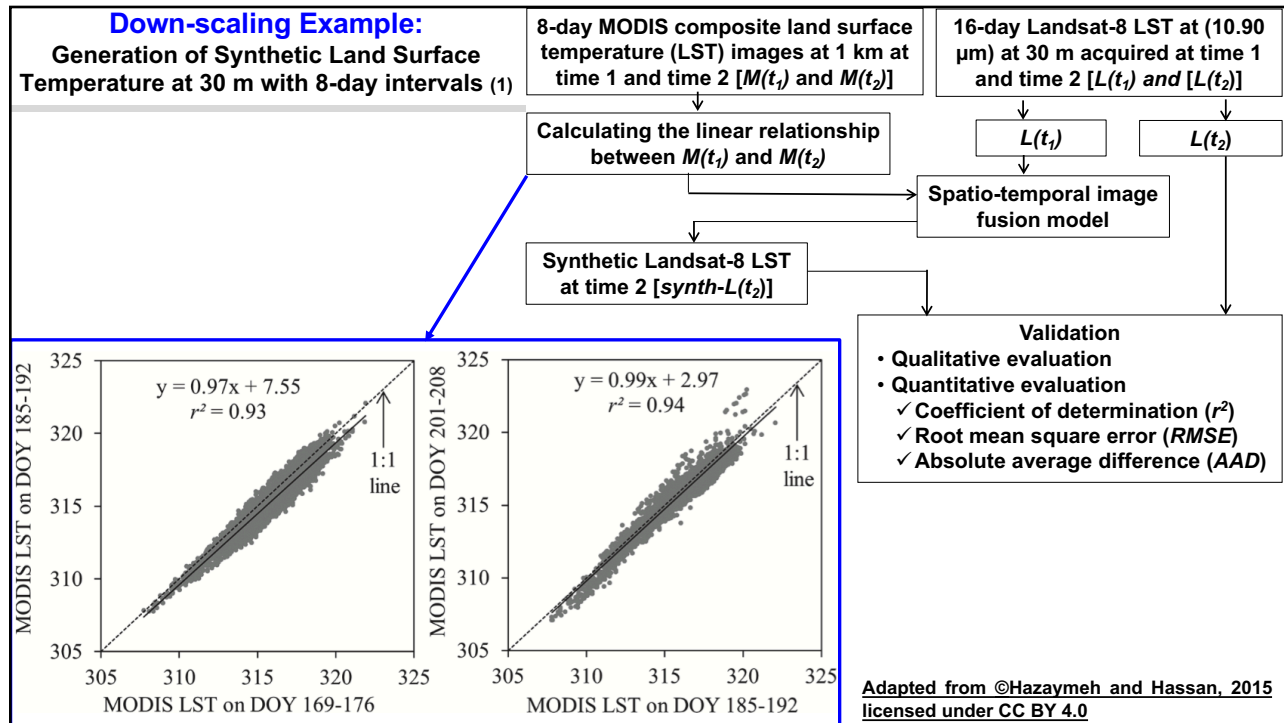 Down-scaling Example:
Generation of Synthetic Land Surface
Temperature at 30 m with 8-day intervals (1)
8-day MODIS composite land surface
temperature (LST) images at 1 km at
time 1 and time 2 [M(t₁) and M(t₂)]
16-day Landsat-8 LST at (10.90
µm) at 30 m acquired at time 1
and time 2 [L(t₁) and [L(t₂)]
Calculating the linear relationship
between M(t₁) and M(t₂)
L(t₁)
L(t₂)
Spatio-temporal image
fusion model
Synthetic Landsat-8 LST
at time 2 [synth-L(t₂)]
Validation
• Qualitative evaluation
• Quantitative evaluation
✓Coefficient of determination (r²)
✓Root mean square error (RMSE)
✓Absolute average difference (AAD)
MODIS LST on DOY 185-192
325
320
315
310
305
y = 0.97x + 7.55
r² = 0.93
1:1
line
305 310 315 320 325
MODIS LST on DOY 169-176
MODIS LST on DOY 201-208
325
320
315
310
305
y = 0.99x + 2.97
r² = 0.94
1:1
line
305 310 315 320 325
MODIS LST on DOY 185-192
Adapted from ©Hazaymeh and Hassan, 2015
licensed under CC BY 4.0